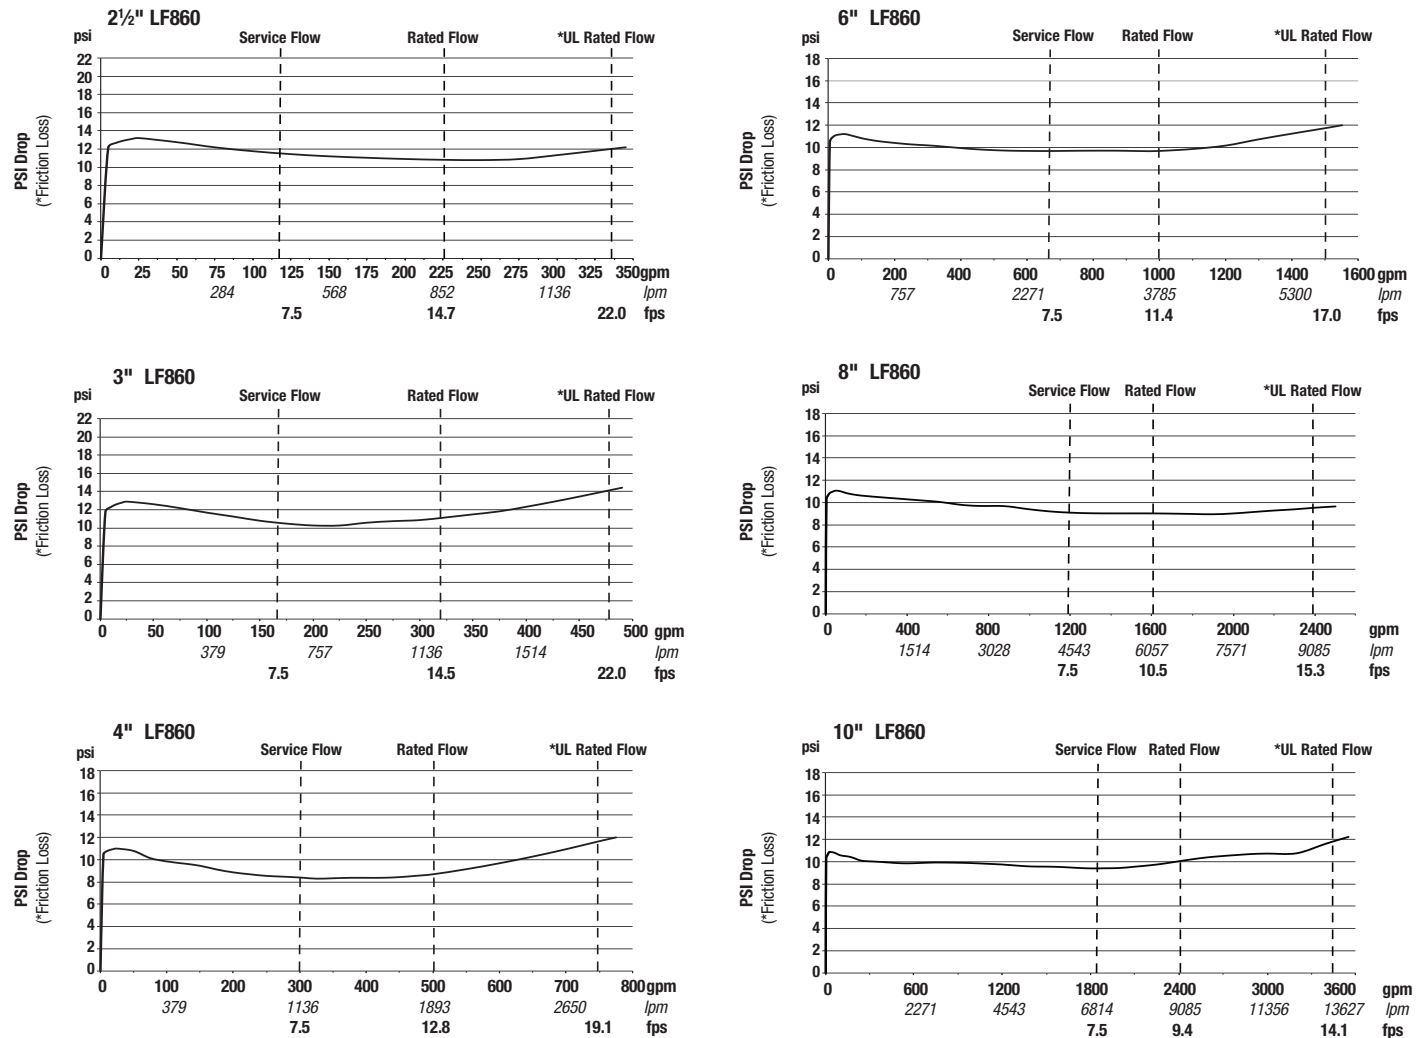 2½" LF860
psi Service Flow Rated Flow *UL Rated Flow
22
20
18
16
14
12
10
8
6
4
2
0
PSI Drop
(*Friction Loss)
0 25 50 75 100 125 150 175 200 225 250 275 300 325 350 gpm
284 568 852 1136 lpm
7.5 14.7 22.0 fps
3" LF860
psi Service Flow Rated Flow *UL Rated Flow
22
20
18
16
14
12
10
8
6
4
2
0
PSI Drop
(*Friction Loss)
0 50 100 150 200 250 300 350 400 450 500 gpm
379 757 1136 1514 lpm
7.5 14.5 22.0 fps
4" LF860
psi Service Flow Rated Flow *UL Rated Flow
18
16
14
12
10
8
6
4
2
0
PSI Drop
(*Friction Loss)
0 100 200 300 400 500 600 700 800 gpm
379 1136 1893 2650 lpm
7.5 12.8 19.1 fps
6" LF860
psi Service Flow Rated Flow *UL Rated Flow
18
16
14
12
10
8
6
4
2
0
PSI Drop
(*Friction Loss)
0 200 400 600 800 1000 1200 1400 1600 gpm
757 2271 3785 5300 lpm
7.5 11.4 17.0 fps
8" LF860
psi Service Flow Rated Flow *UL Rated Flow
18
16
14
12
10
8
6
4
2
0
PSI Drop
(*Friction Loss)
0 400 800 1200 1600 2000 2400 gpm
1514 3028 4543 6057 7571 9085 lpm
7.5 10.5 15.3 fps
10" LF860
psi Service Flow Rated Flow *UL Rated Flow
18
16
14
12
10
8
6
4
2
0
PSI Drop
(*Friction Loss)
0 600 1200 1800 2400 3000 3600 gpm
2271 4543 6814 9085 11356 13627 lpm
7.5 9.4 14.1 fps